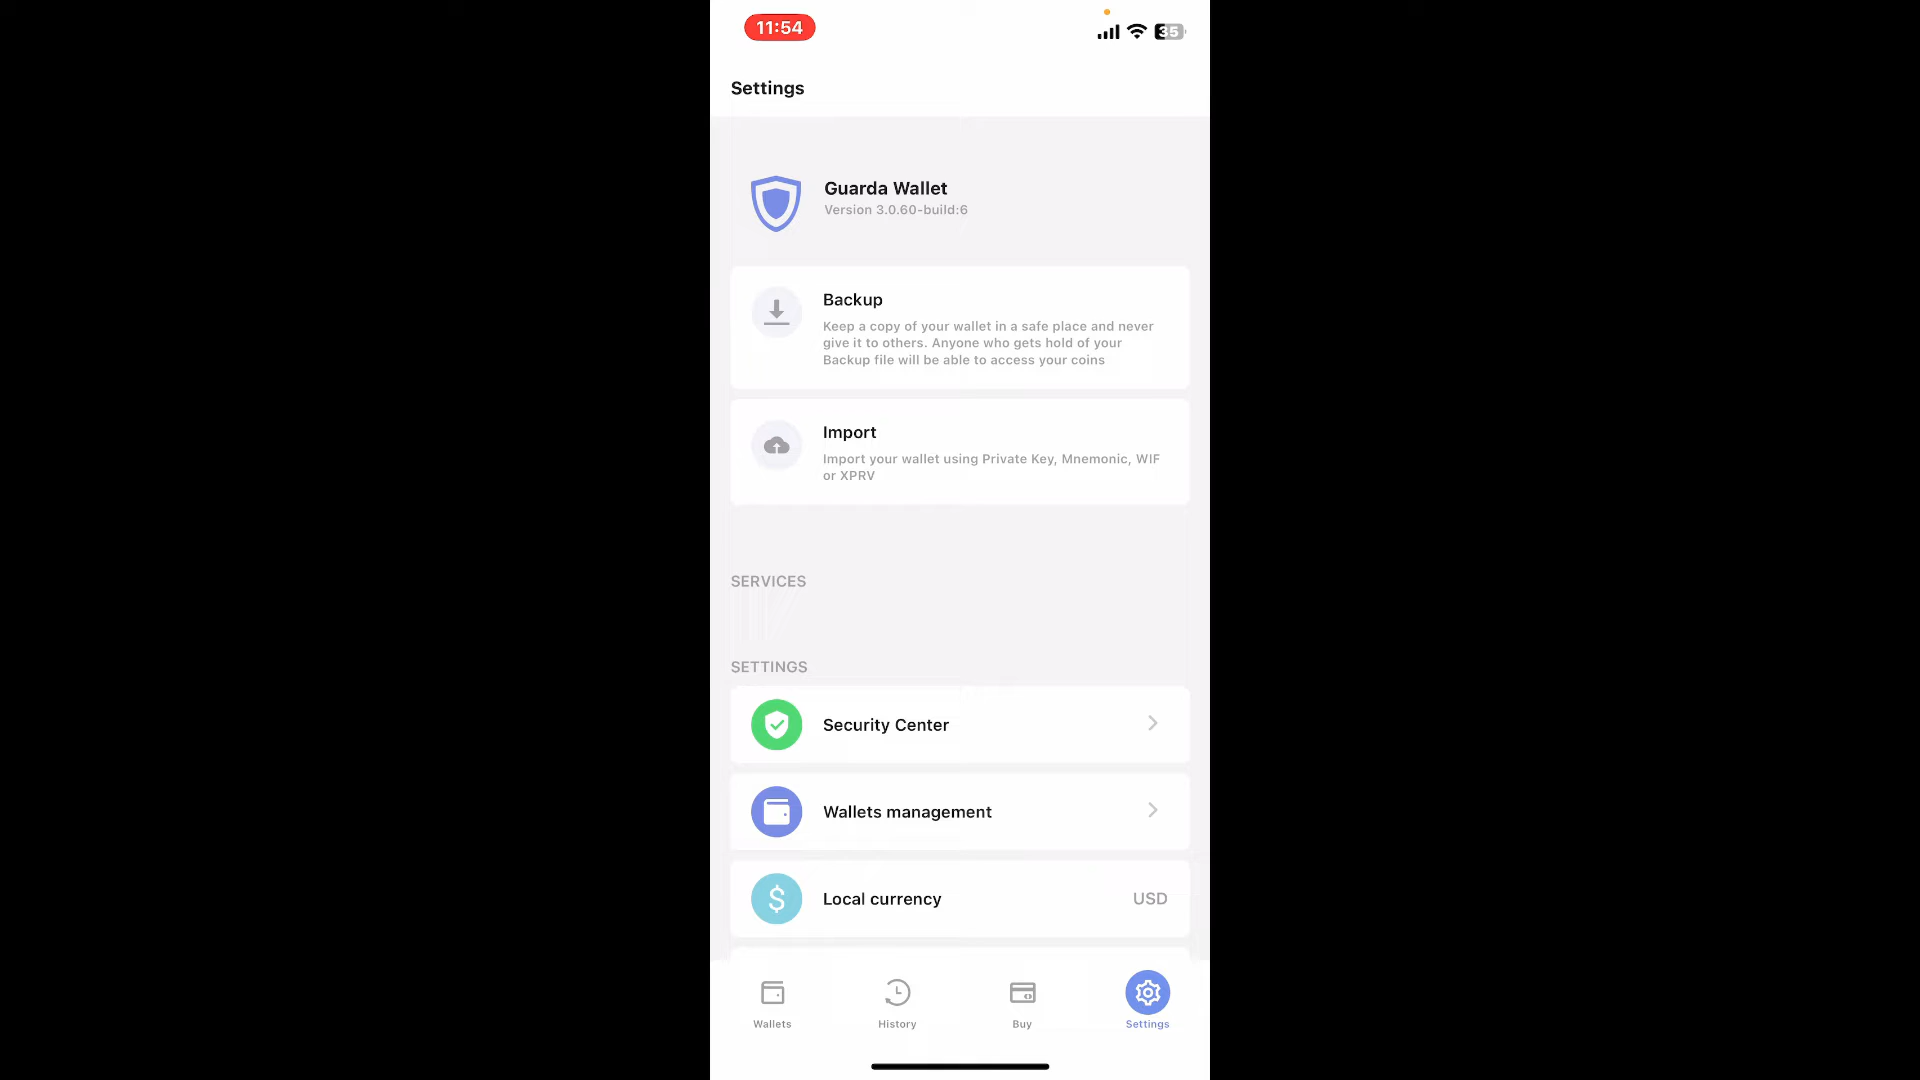 11:54
35
Settings
Guarda Wallet
Version 3.0.60-build:6
Backup
Keep a copy of your wallet in a safe place and never
give it to others. Anyone who gets hold of your
Backup file will be able to access your coins
Import
Import your wallet using Private Key, Mnemonic, WIF
or XPRV
SERVICES
SETTINGS
Security Center
Wallets management
Local currency USD
Wallets History Buy Settings